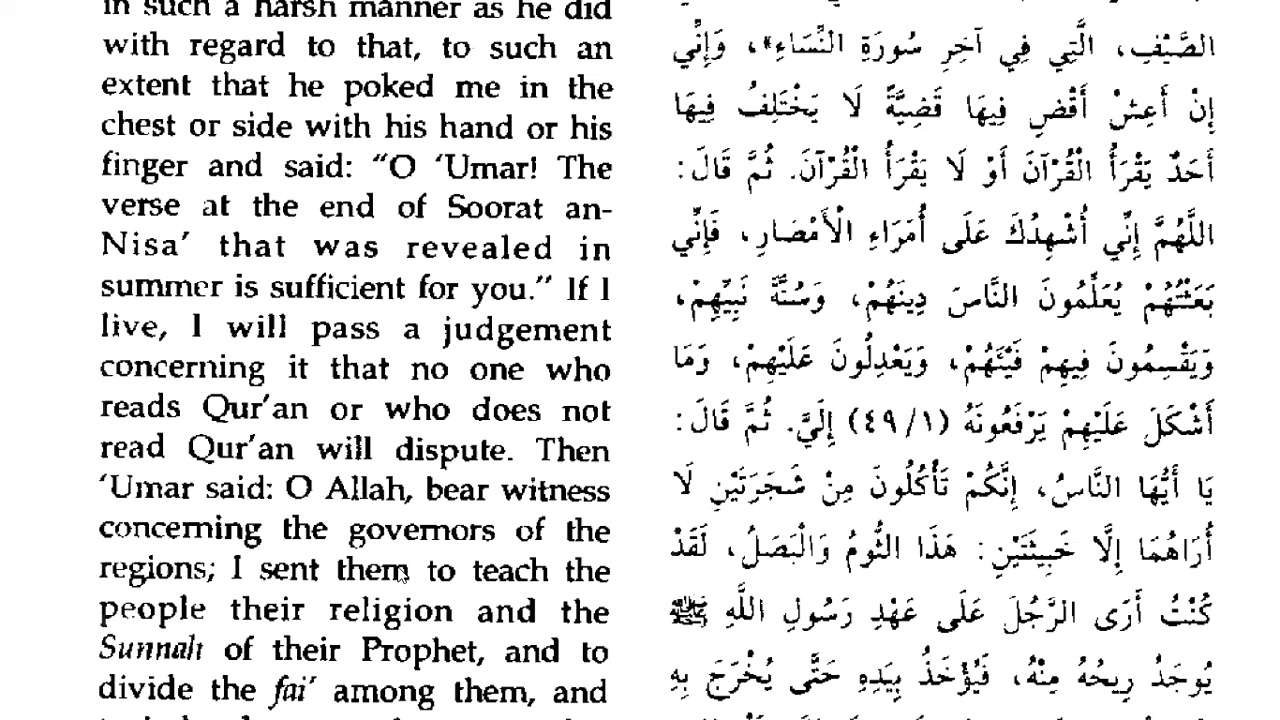 in such a harsh manner as he did
with regard to that, to such an
extent that he poked me in the
chest or side with his hand or his
finger and said: “O ‘Umar! The
verse at the end of Soorat an-
Nisa’ that was revealed in
summer is sufficient for you.” If I
live, I will pass a judgement
concerning it that no one who
reads Qur’an or who does not
read Qur’an will dispute. Then
‘Umar said: O Allah, bear witness
concerning the governors of the
regions; I sent them to teach the
people their religion and the
Sunnah of their Prophet, and to
divide the fai’ among them, and
الصَّيْفِ، الَّتِي فِي آخِرِ سُورَةِ النِّسَاءِ»، وَإِنِّي
إِنْ أَعِشْ أَقْضِ فِيهَا قَضِيَّةً لَا يَخْتَلِفُ فِيهَا
أَحَدٌ يَقْرَأُ الْقُرْآنَ أَوْ لَا يَقْرَأُ الْقُرْآنَ. ثُمَّ قَالَ:
اللَّهُمَّ إِنِّي أُشْهِدُكَ عَلَى أُمَرَاءِ الْأَمْصَارِ، فَإِنِّي
بَعَثْتُهُمْ يُعَلِّمُونَ النَّاسَ دِينَهُمْ، وَسُنَّةَ نَبِيِّهِمْ،
وَيَقْسِمُونَ فِيهِمْ فَيْئَهُمْ، وَيَعْدِلُونَ عَلَيْهِمْ، وَمَا
أَشْكَلَ عَلَيْهِمْ يَرْفَعُونَهُ (٤٩/١) إِلَيَّ. ثُمَّ قَالَ:
يَا أَيُّهَا النَّاسُ، إِنَّكُمْ تَأْكُلُونَ مِنْ شَجَرَتَيْنِ لَا
أُرَاهُمَا إِلَّا خَبِيثَتَيْنِ: هَذَا الثُّومُ وَالْبَصَلُ، لَقَدْ
كُنْتُ أَرَى الرَّجُلَ عَلَى عَهْدِ رَسُولِ اللَّهِ ﷺ
يُوجَدُ رِيحُهُ مِنْهُ، فَيُؤْخَذُ بِيَدِهِ حَتَّى يُخْرَجَ بِهِ